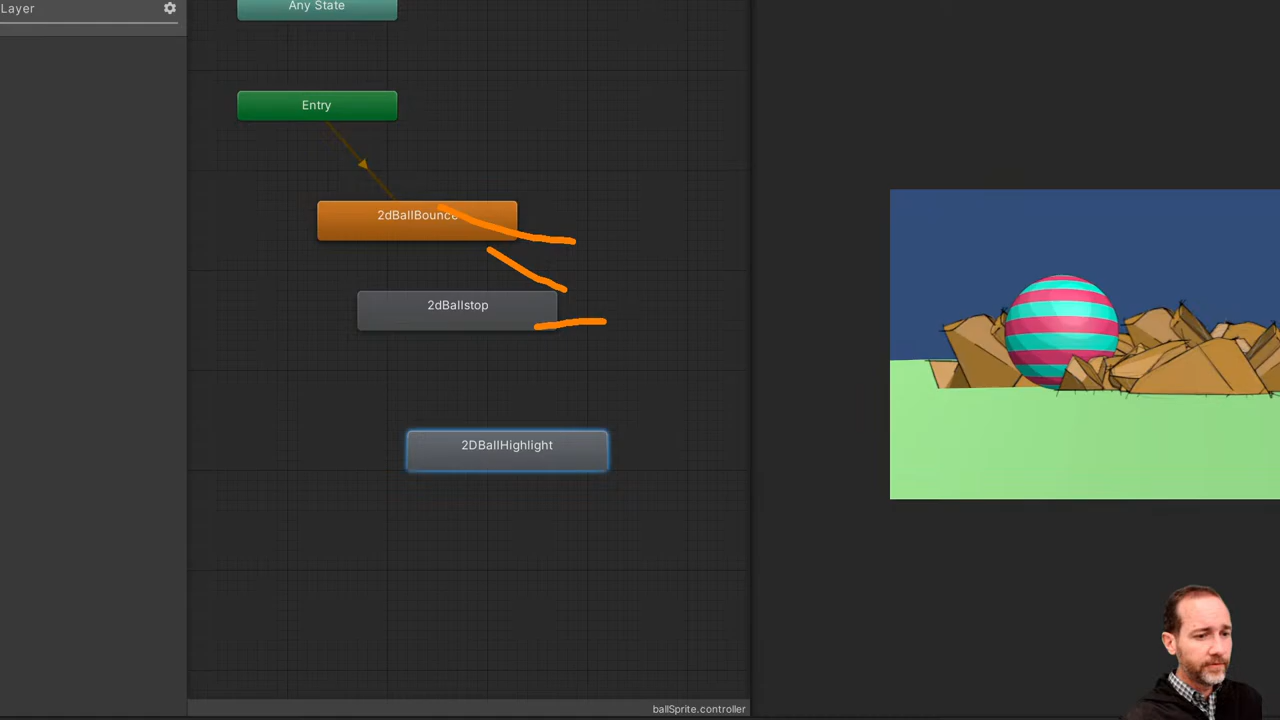 Layer
Any State
Entry
2dBallBounce
2dBallstop
2DBallHighlight
ballSprite.controller